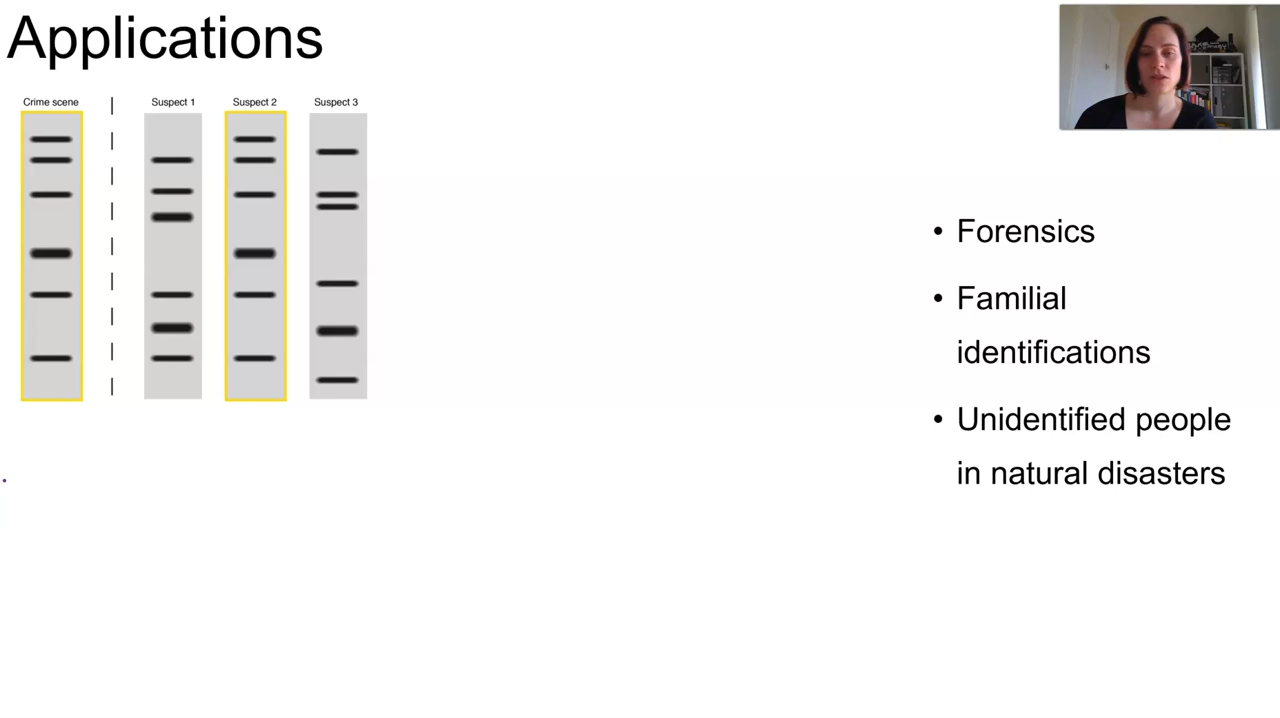 Applications
Crime scene
Suspect 1
Suspect 2
Suspect 3
• Forensics
• Familial
identifications
• Unidentified people
in natural disasters